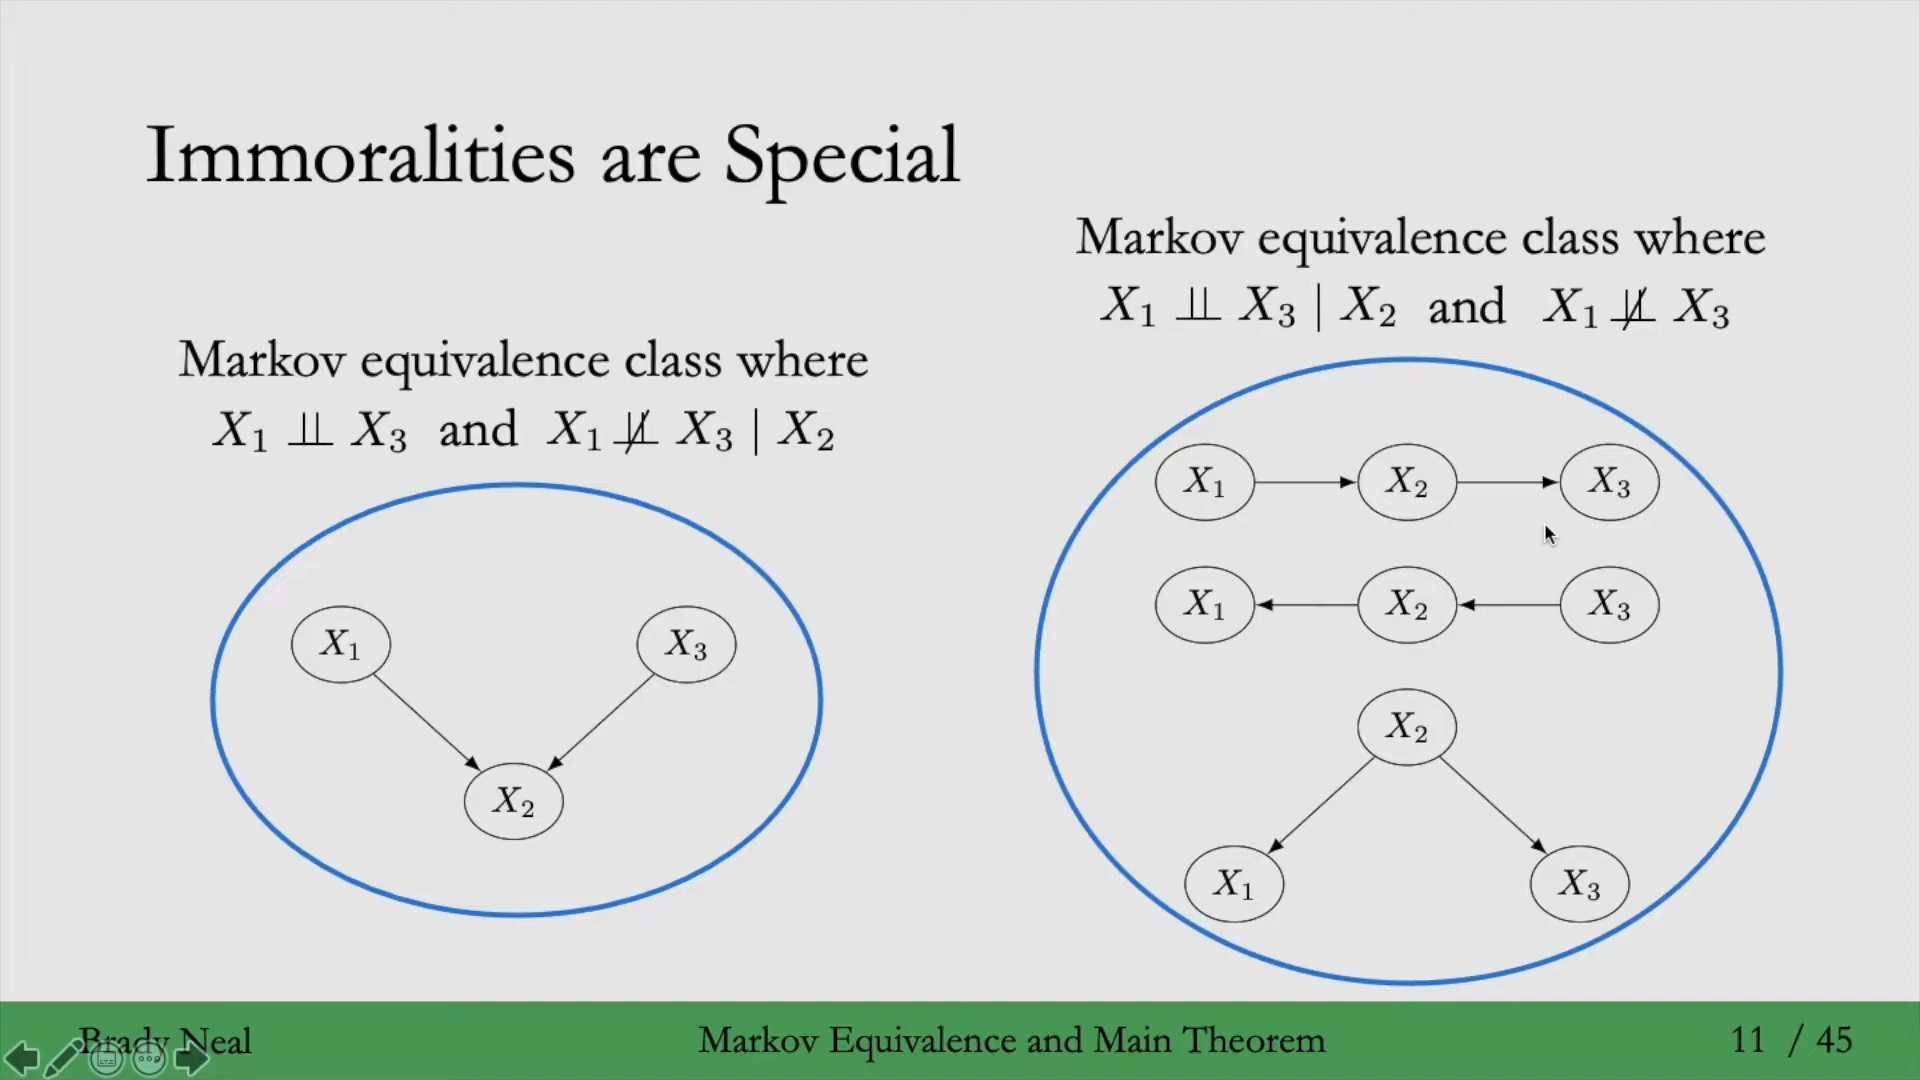 Immoralities are Special
Markov equivalence class where
X₁ ⫫ X₃ and X₁ ⫫̸ X₃ | X₂
X₁ X₃
X₂
Markov equivalence class where
X₁ ⫫ X₃ | X₂ and X₁ ⫫̸ X₃
X₁ X₂ X₃
X₁ X₂ X₃
X₂
X₁ X₃
Brady Neal Markov Equivalence and Main Theorem 11 / 45